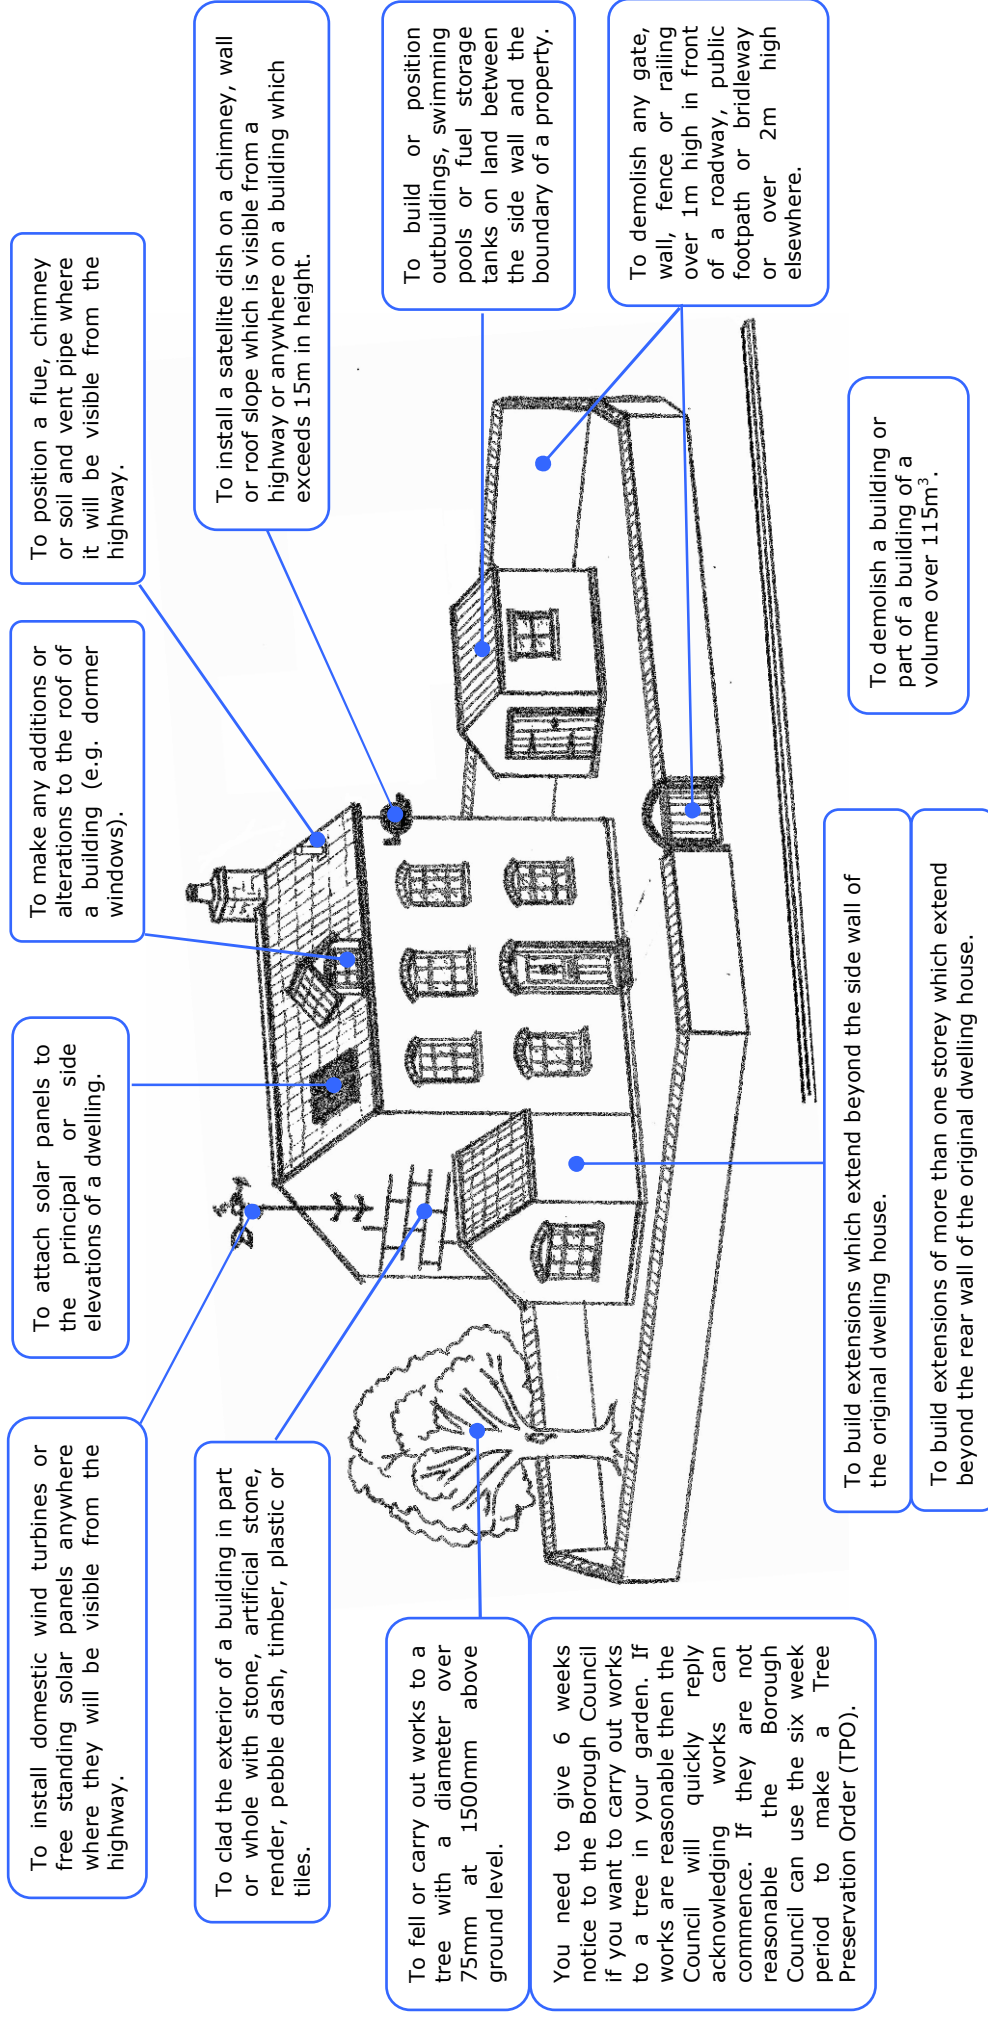 To install domestic wind turbines or
free standing solar panels anywhere
where they will be visible from the
highway.
To attach solar panels to
the principal or side
elevations of a dwelling.
To make any additions or
alterations to the roof of
a building (e.g. dormer
windows).
To position a flue, chimney
or soil and vent pipe where
it will be visible from the
highway.
To clad the exterior of a building in part
or whole with stone, artificial stone,
render, pebble dash, timber, plastic or
tiles.
To install a satellite dish on a chimney, wall
or roof slope which is visible from a
highway or anywhere on a building which
exceeds 15m in height.
To fell or carry out works to a
tree with a diameter over
75mm at 1500mm above
ground level.
You need to give 6 weeks
notice to the Borough Council
if you want to carry out works
to a tree in your garden. If
works are reasonable then the
Council will quickly reply
acknowledging works can
commence. If they are not
reasonable the Borough
Council can use the six week
period to make a Tree
Preservation Order (TPO).
To build or position
outbuildings, swimming
pools or fuel storage
tanks on land between
the side wall and the
boundary of a property.
To demolish any gate,
wall, fence or railing
over 1m high in front
of a roadway, public
footpath or bridleway
or over 2m high
elsewhere.
To build extensions which extend beyond the side wall of
the original dwelling house.
To build extensions of more than one storey which extend
beyond the rear wall of the original dwelling house.
To demolish a building or
part of a building of a
volume over 115m³.